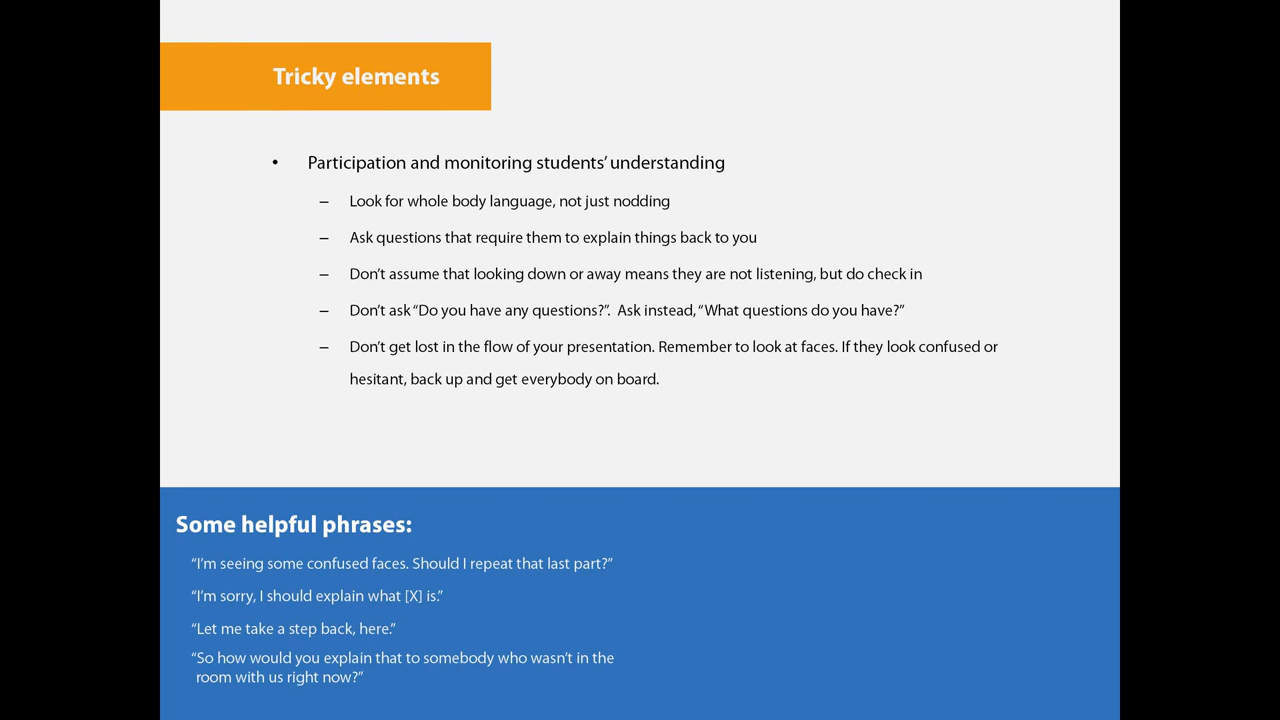 Tricky elements
• Participation and monitoring students’ understanding
– Look for whole body language, not just nodding
– Ask questions that require them to explain things back to you
– Don’t assume that looking down or away means they are not listening, but do check in
– Don’t ask “Do you have any questions?”. Ask instead, “What questions do you have?”
– Don’t get lost in the flow of your presentation. Remember to look at faces. If they look confused or
hesitant, back up and get everybody on board.
Some helpful phrases:
“I’m seeing some confused faces. Should I repeat that last part?”
“I’m sorry, I should explain what [X] is.”
“Let me take a step back, here.”
“So how would you explain that to somebody who wasn’t in the
room with us right now?”